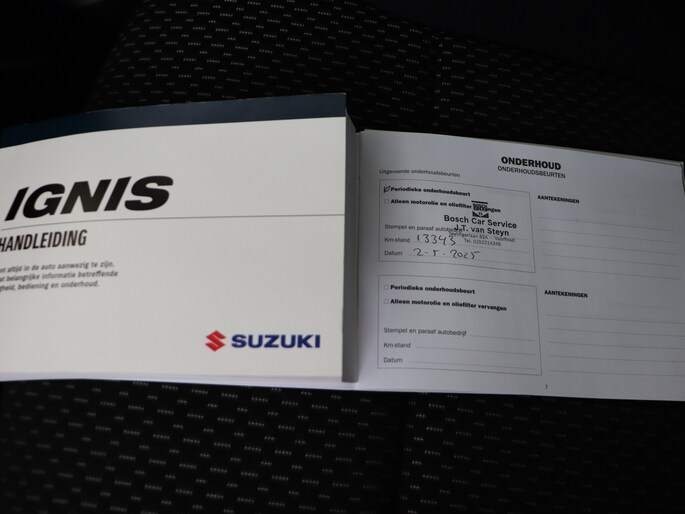 IGNIS
HANDLEIDING
altijd in de auto aanwezig te zijn.
belangrijke informatie betreffende
bediening en onderhoud.
SUZUKI
ONDERHOUD
ONDERHOUDSBEURTEN
Uitgevoerde onderhoudsbeurten
Periodieke onderhoudsbeurt
Alleen motorolie en oliefilter vervangen
Bosch Car Service
J.T. van Steyn
Stempel en paraaf autobedrijf
Km-stand 13343
Datum 2-5-2025
AANTEKENINGEN
Periodieke onderhoudsbeurt
Alleen motorolie en oliefilter vervangen
Stempel en paraaf autobedrijf
Km-stand
Datum
AANTEKENINGEN